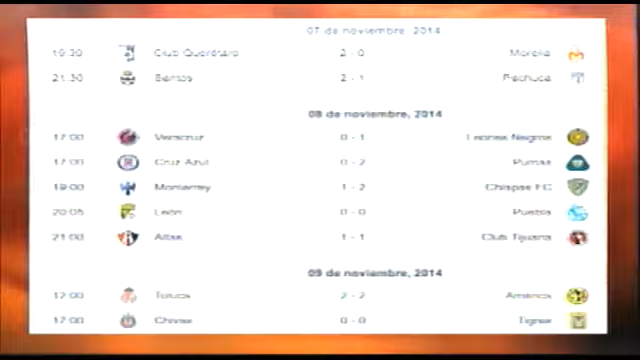 07 de noviembre, 2014
19:30 Club Querétaro 2 - 0 Morelia
21:30 Santos 2 - 1 Pachuca
08 de noviembre, 2014
17:00 Veracruz 0 - 1 Leones Negros
17:00 Cruz Azul 0 - 2 Pumas
19:00 Monterrey 1 - 2 Chiapas FC
20:06 León 0 - 0 Puebla
21:00 Atlas 1 - 1 Club Tijuana
09 de noviembre, 2014
12:00 Toluca 2 - 2 América
17:00 Chivas 0 - 0 Tigres